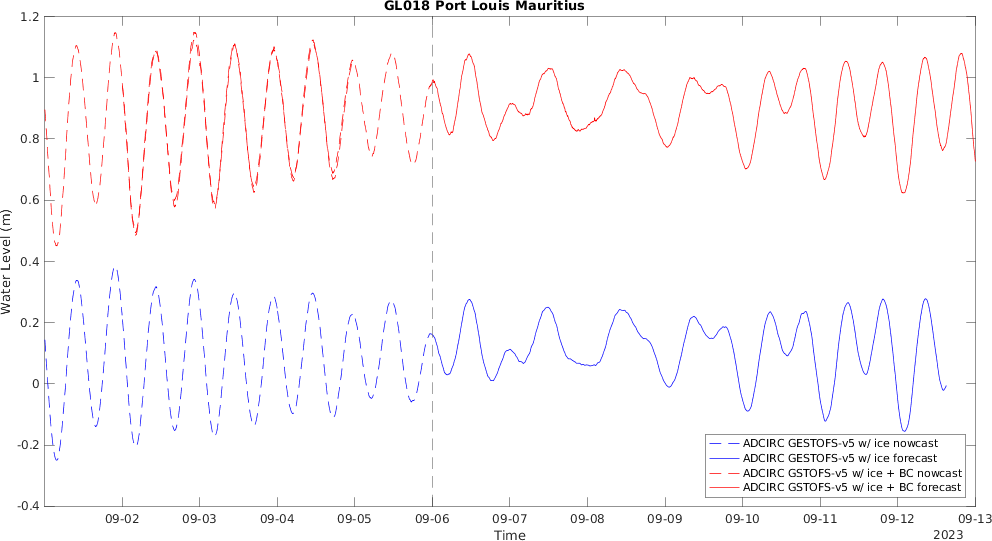 GL018 Port Louis Mauritius
1.2
1
0.8
0.6
0.4
0.2
0
-0.2
-0.4
Water Level (m)
ADCIRC GESTOFS-v5 w/ ice nowcast
ADCIRC GESTOFS-v5 w/ ice forecast
ADCIRC GSTOFS-v5 w/ ice + BC nowcast
ADCIRC GSTOFS-v5 w/ ice + BC forecast
09-02 09-03 09-04 09-05 09-06 09-07 09-08 09-09 09-10 09-11 09-12 09-13
Time
2023